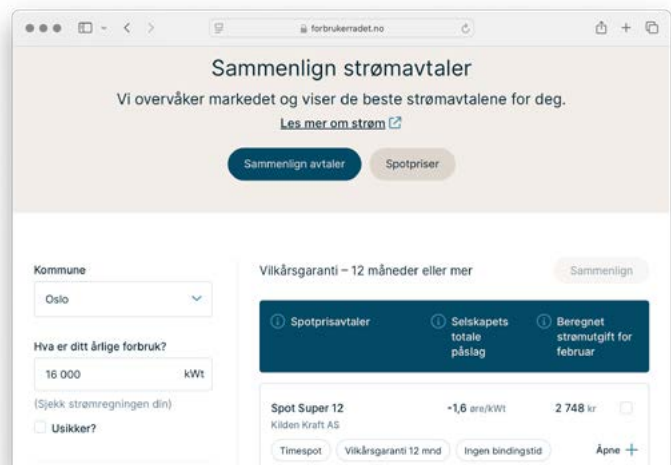 forbrukerradet.no
Sammenlign strømavtaler
Vi overvåker markedet og viser de beste strømavtalene for deg.
Les mer om strøm
Sammenlign avtaler
Spotpriser
Kommune
Oslo
Hva er ditt årlige forbruk?
16 000 kWt
(Sjekk strømregningen din)
Usikker?
Vilkårsgaranti – 12 måneder eller mer
Sammenlign
Spotprisavtaler
Selskapets
totale
påslag
Beregnet
strømutgift for
februar
Spot Super 12 -1,6 øre/kWt 2 748 kr
Kilden Kraft AS
Timespot Vilkårsgaranti 12 mnd Ingen bindingstid Åpne